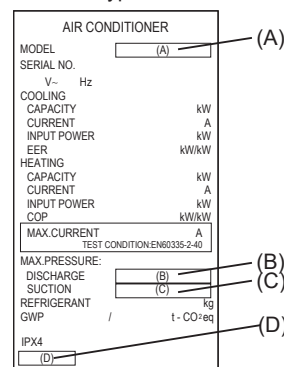 AIR CONDITIONER
MODEL (A) (A)
SERIAL NO.
V~ Hz
COOLING
CAPACITY kW
CURRENT A
INPUT POWER kW
EER kW/kW
HEATING
CAPACITY kW
CURRENT A
INPUT POWER kW
COP kW/kW
MAX.CURRENT A
TEST CONDITION:EN60335-2-40
MAX.PRESSURE:
DISCHARGE (B) (B)
SUCTION (C) (C)
REFRIGERANT kg
GWP / t - CO2eq
(D)
IPX4
(D)